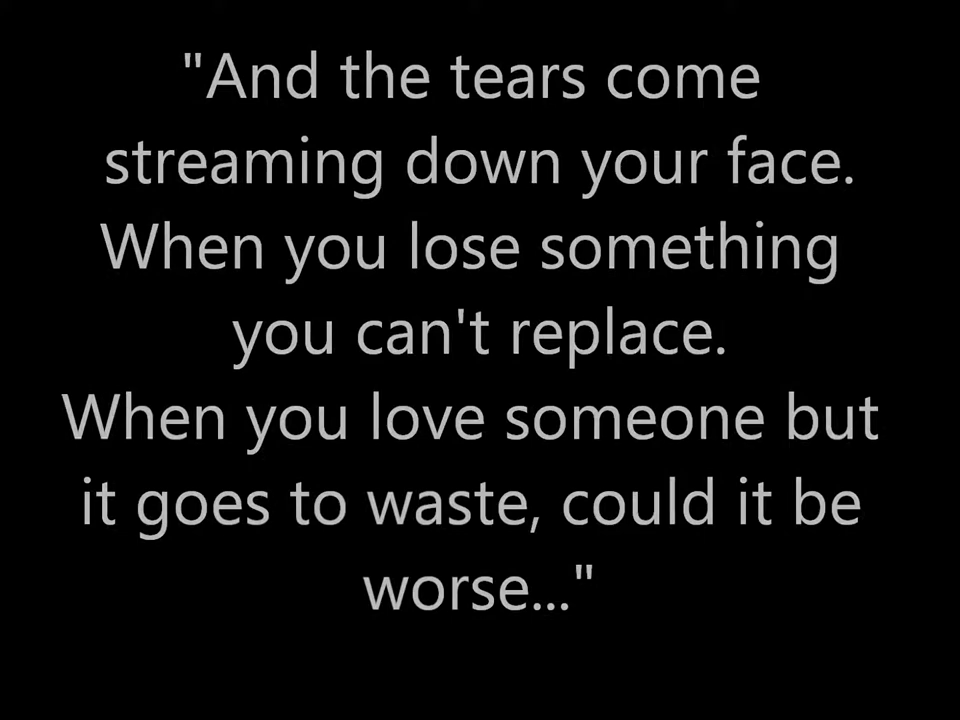 "And the tears come
streaming down your face.
When you lose something
you can't replace.
When you love someone but
it goes to waste, could it be
worse..."